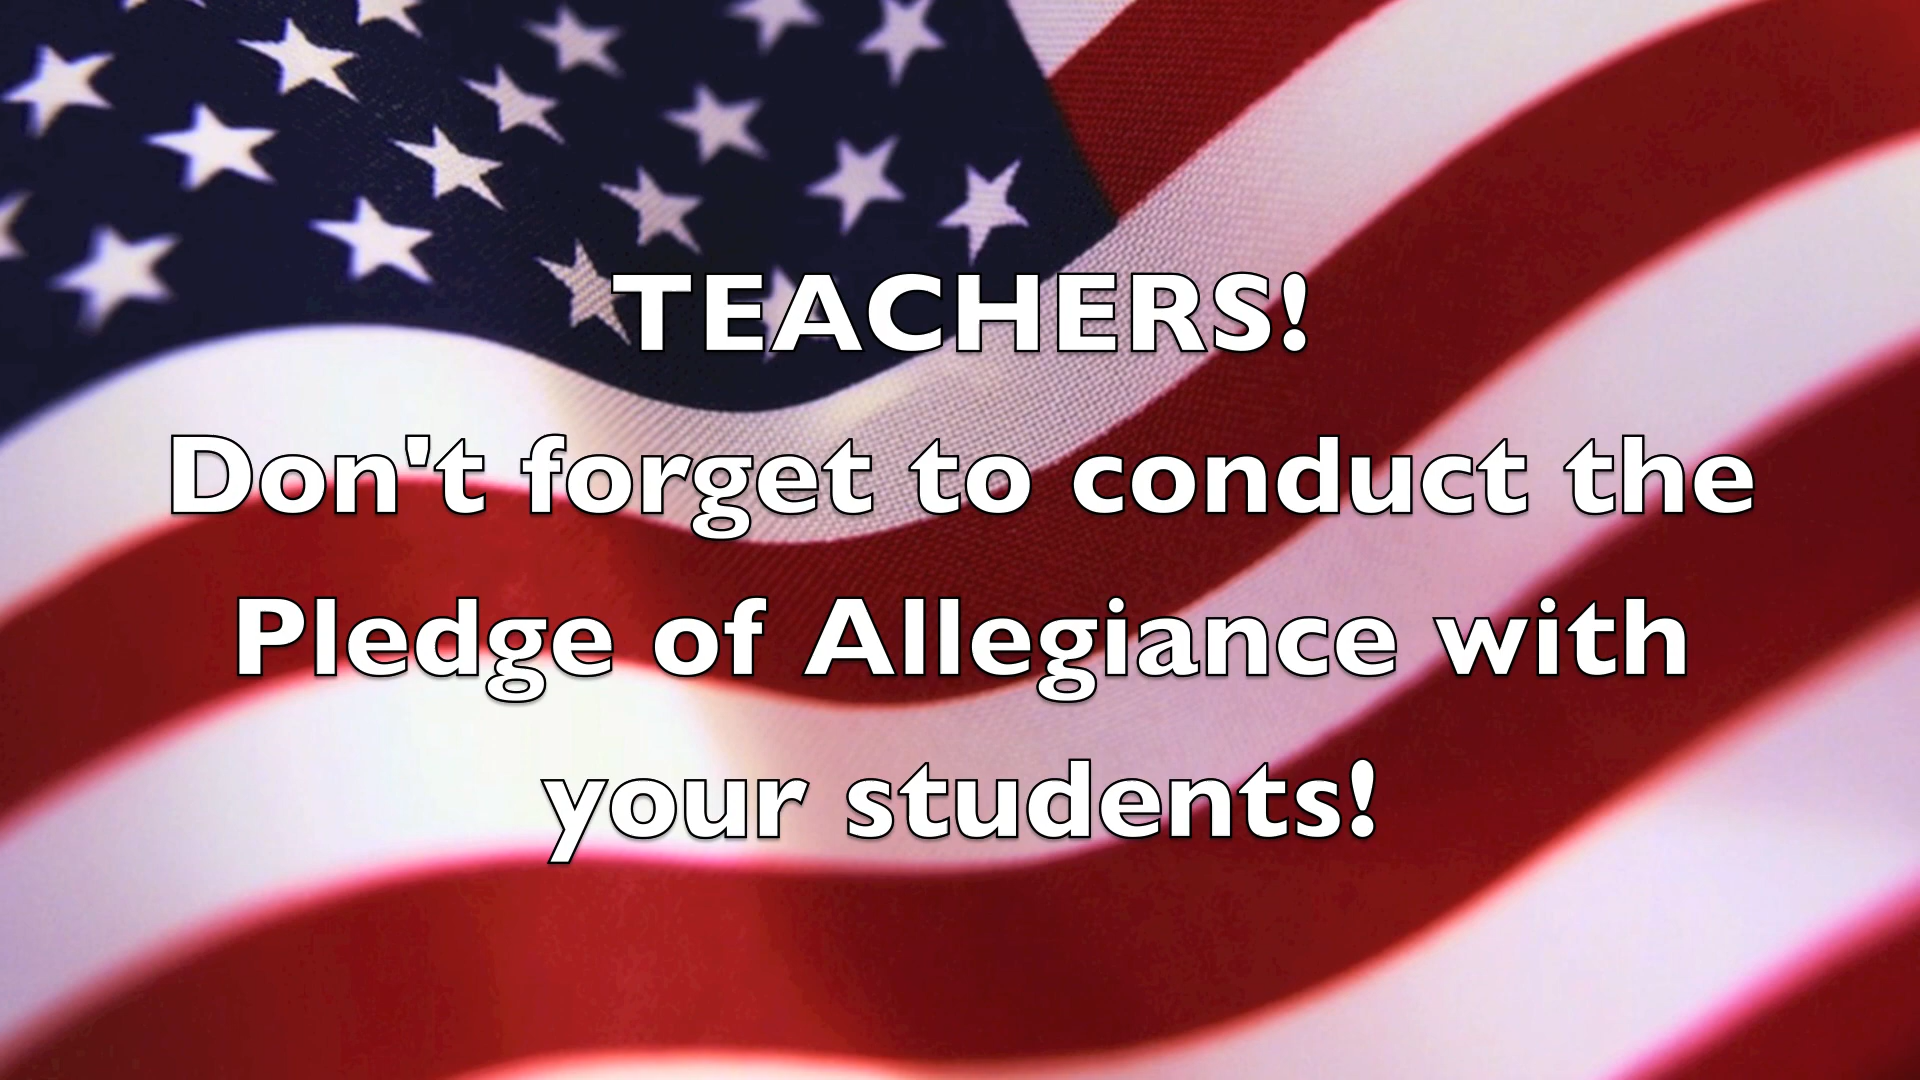 TEACHERS!
Don't forget to conduct the
Pledge of Allegiance with
your students!